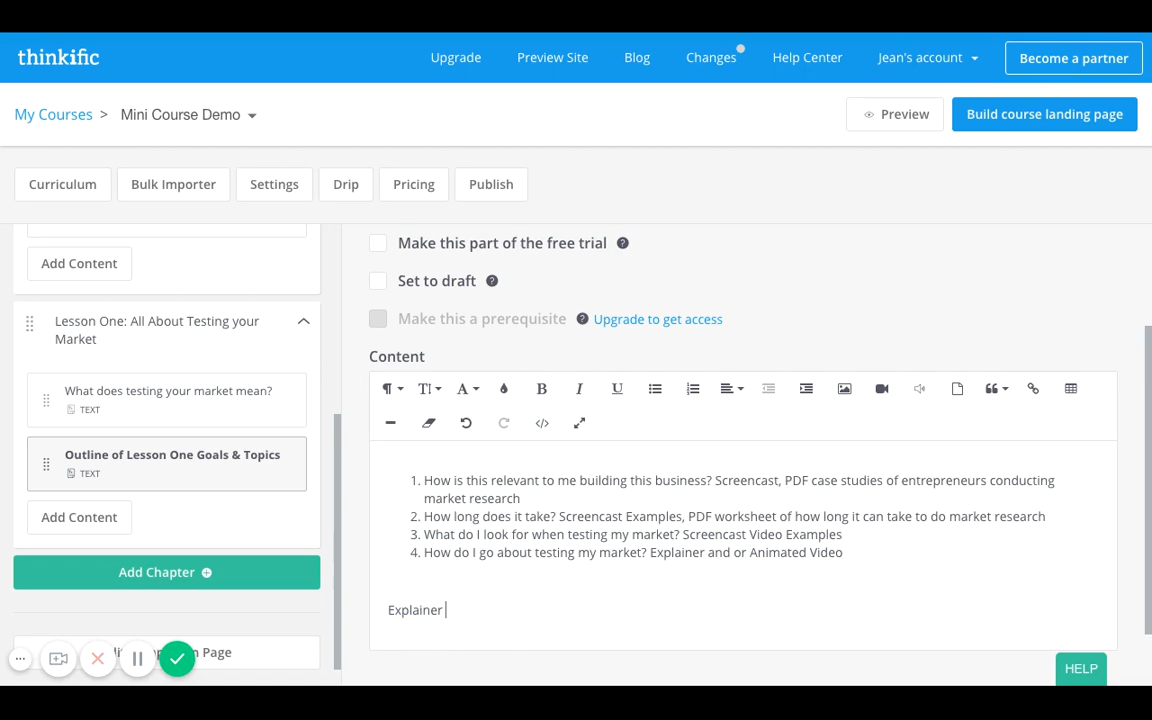 thinkific
Upgrade
Preview Site
Blog
Changes
Help Center
Jean's account
Become a partner
My Courses > Mini Course Demo
Preview
Build course landing page
Curriculum
Bulk Importer
Settings
Drip
Pricing
Publish
Add Content
Lesson One: All About Testing your
Market
What does testing your market mean?
TEXT
Outline of Lesson One Goals & Topics
TEXT
Add Content
Add Chapter
Page
Make this part of the free trial
Set to draft
Make this a prerequisite
Upgrade to get access
Content
1. How is this relevant to me building this business? Screencast, PDF case studies of entrepreneurs conducting
market research
2. How long does it take? Screencast Examples, PDF worksheet of how long it can take to do market research
3. What do I look for when testing my market? Screencast Video Examples
4. How do I go about testing my market? Explainer and or Animated Video
Explainer
HELP